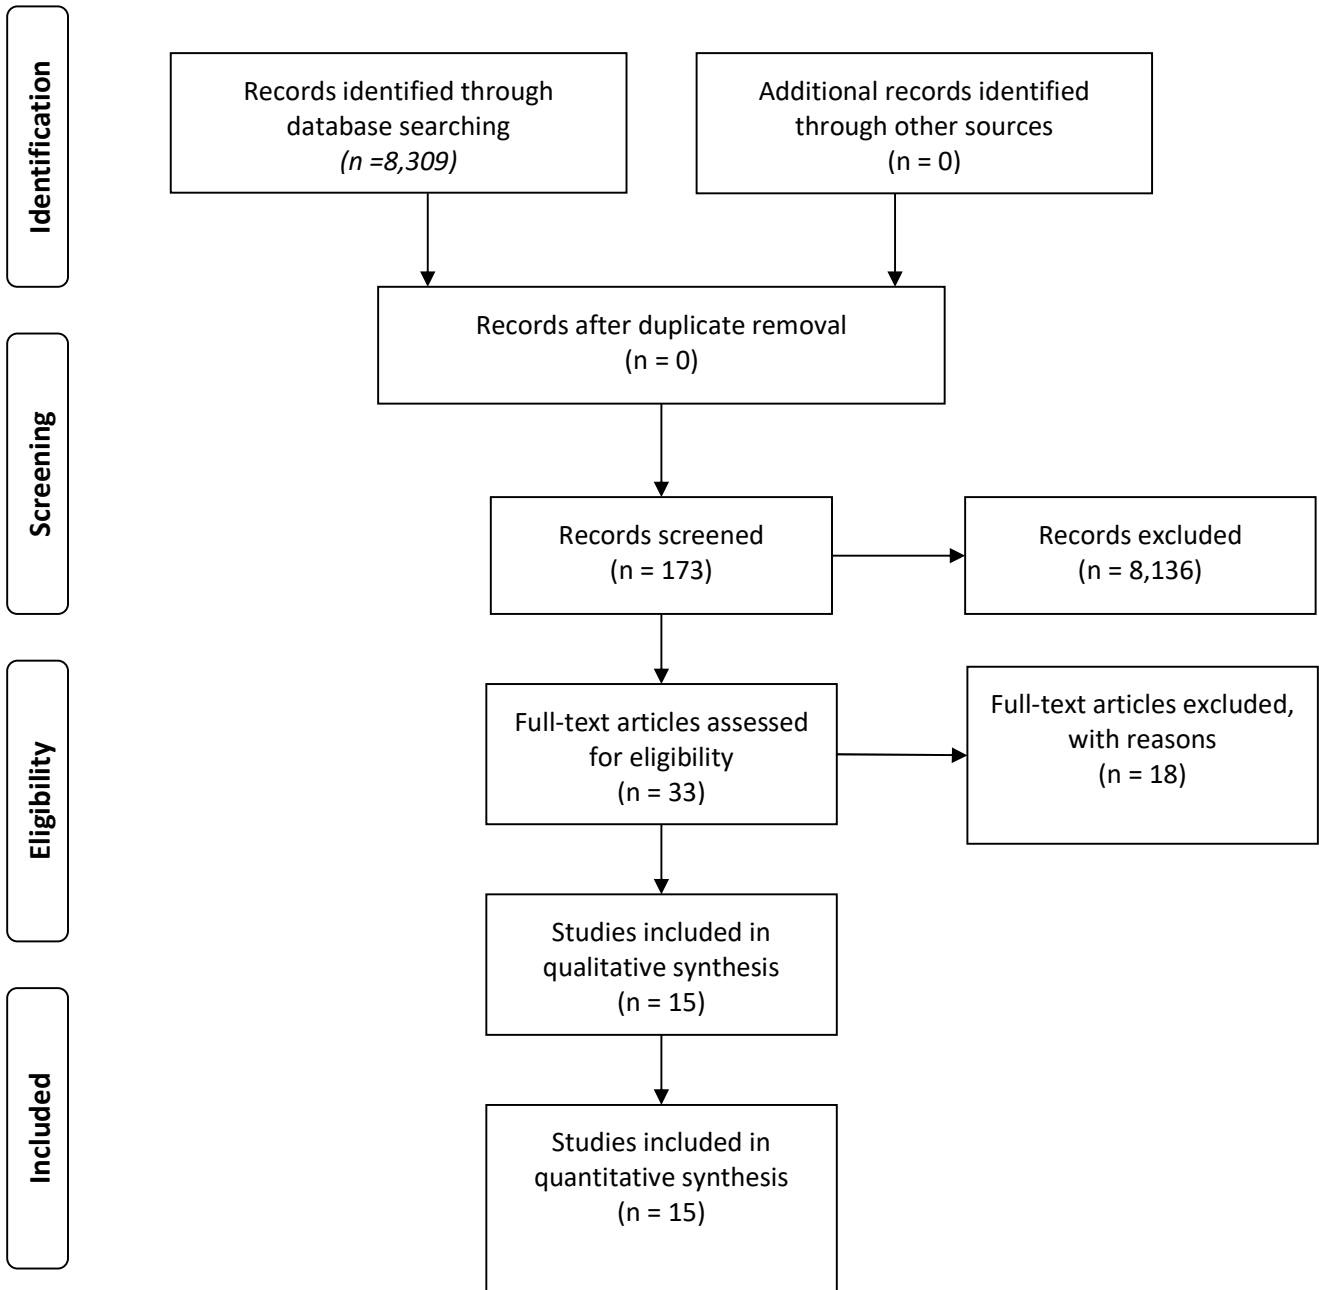 Identification
Records identified through
database searching
(n =8,309)
Additional records identified
through other sources
(n = 0)
Records after duplicate removal
(n = 0)
Screening
Records screened
(n = 173)
Records excluded
(n = 8,136)
Eligibility
Full-text articles assessed
for eligibility
(n = 33)
Full-text articles excluded,
with reasons
(n = 18)
Studies included in
qualitative synthesis
(n = 15)
Included
Studies included in
quantitative synthesis
(n = 15)